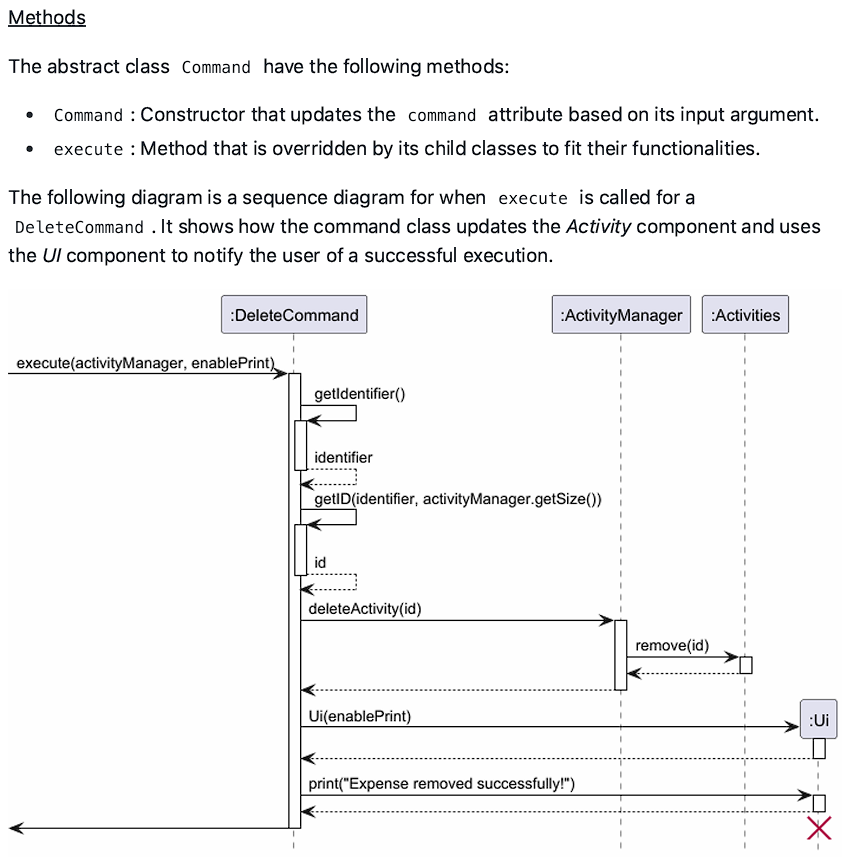 Methods
The abstract class Command have the following methods:
• Command : Constructor that updates the command attribute based on its input argument.
• execute : Method that is overridden by its child classes to fit their functionalities.
The following diagram is a sequence diagram for when execute is called for a
DeleteCommand . It shows how the command class updates the Activity component and uses
the UI component to notify the user of a successful execution.
:DeleteCommand :ActivityManager :Activities
execute(activityManager, enablePrint)
getIdentifier()
identifier
getID(identifier, activityManager.getSize())
id
deleteActivity(id)
remove(id)
Ui(enablePrint)
:Ui
print("Expense removed successfully!")